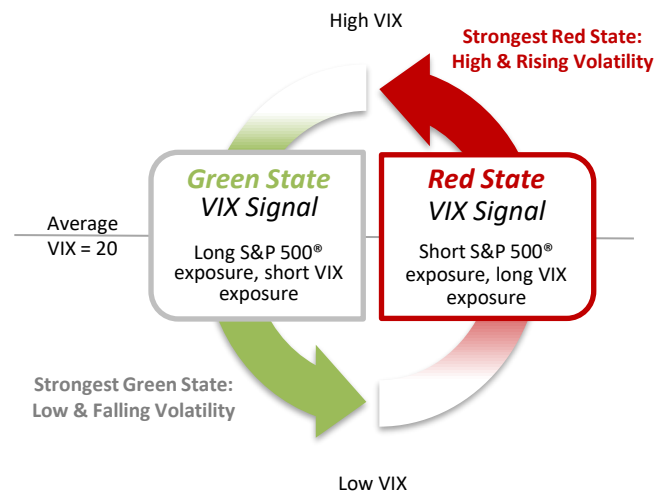 High VIX
Strongest Red State:
High & Rising Volatility
Green State
VIX Signal
Long S&P 500®
exposure, short VIX
exposure
Red State
VIX Signal
Short S&P 500®
exposure, long VIX
exposure
Average
VIX = 20
Strongest Green State:
Low & Falling Volatility
Low VIX